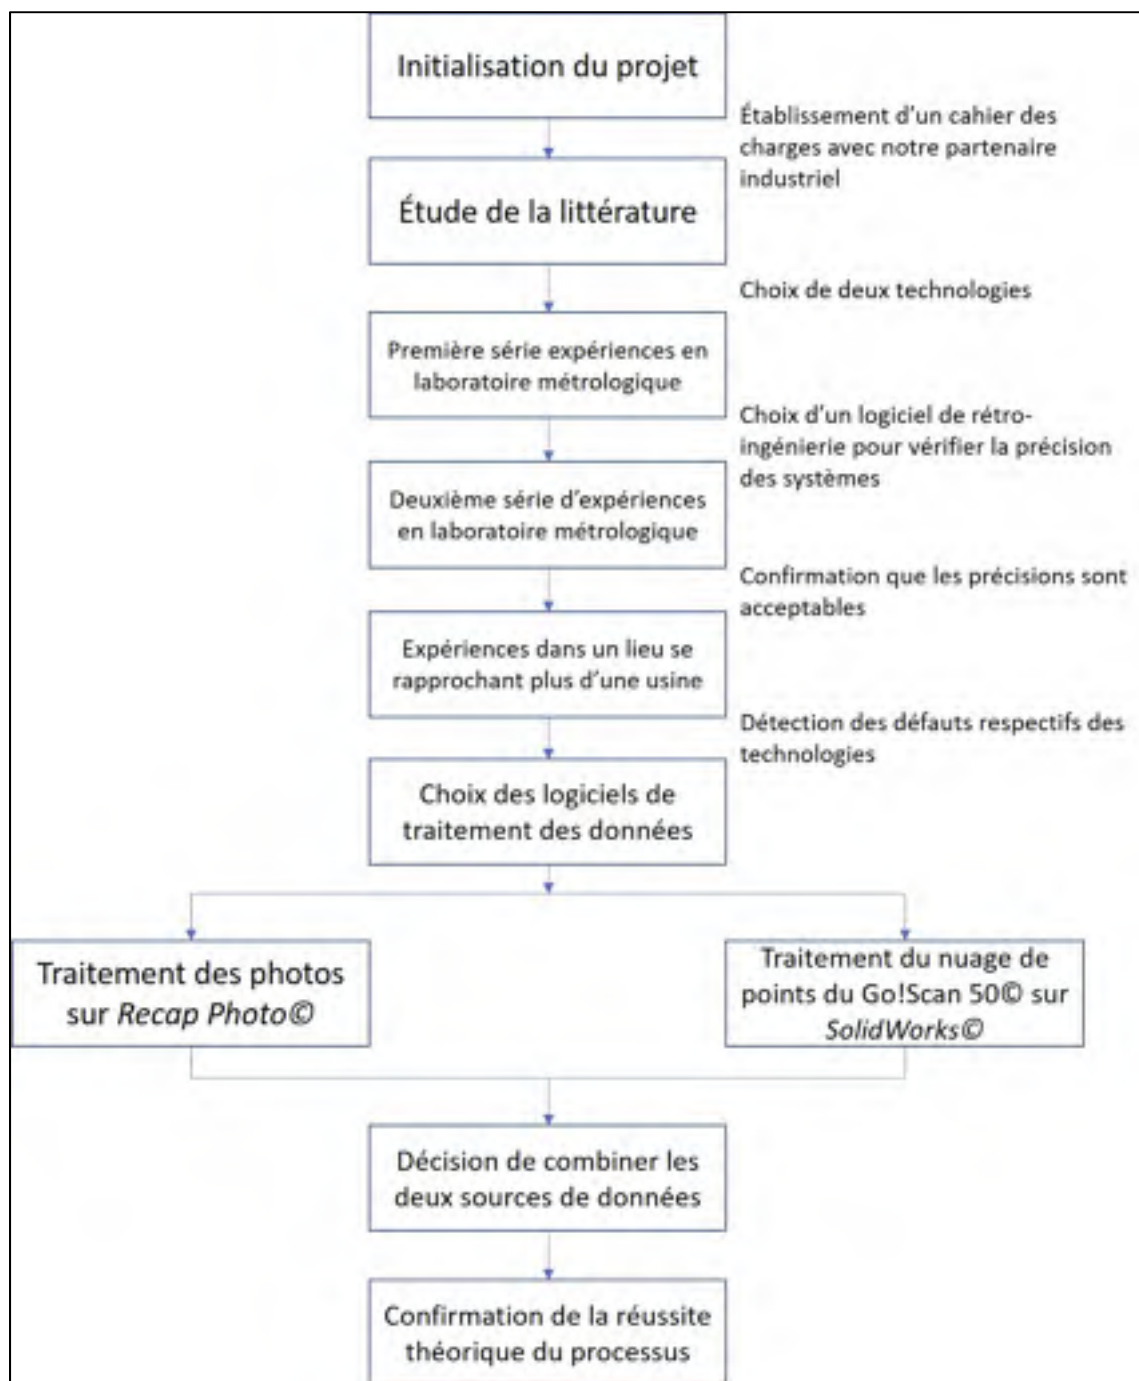 Initialisation du projet
Établissement d'un cahier des
charges avec notre partenaire
industriel
Étude de la littérature
Choix de deux technologies
Première série expériences en
laboratoire métrologique
Choix d'un logiciel de rétro-
ingénierie pour vérifier la précision
des systèmes
Deuxième série d'expériences
en laboratoire métrologique
Confirmation que les précisions sont
acceptables
Expériences dans un lieu se
rapprochant plus d'une usine
Détection des défauts respectifs des
technologies
Choix des logiciels de
traitement des données
Traitement des photos
sur Recap Photo©
Traitement du nuage de
points du Go!Scan 50© sur
SolidWorks©
Décision de combiner les
deux sources de données
Confirmation de la réussite
théorique du processus